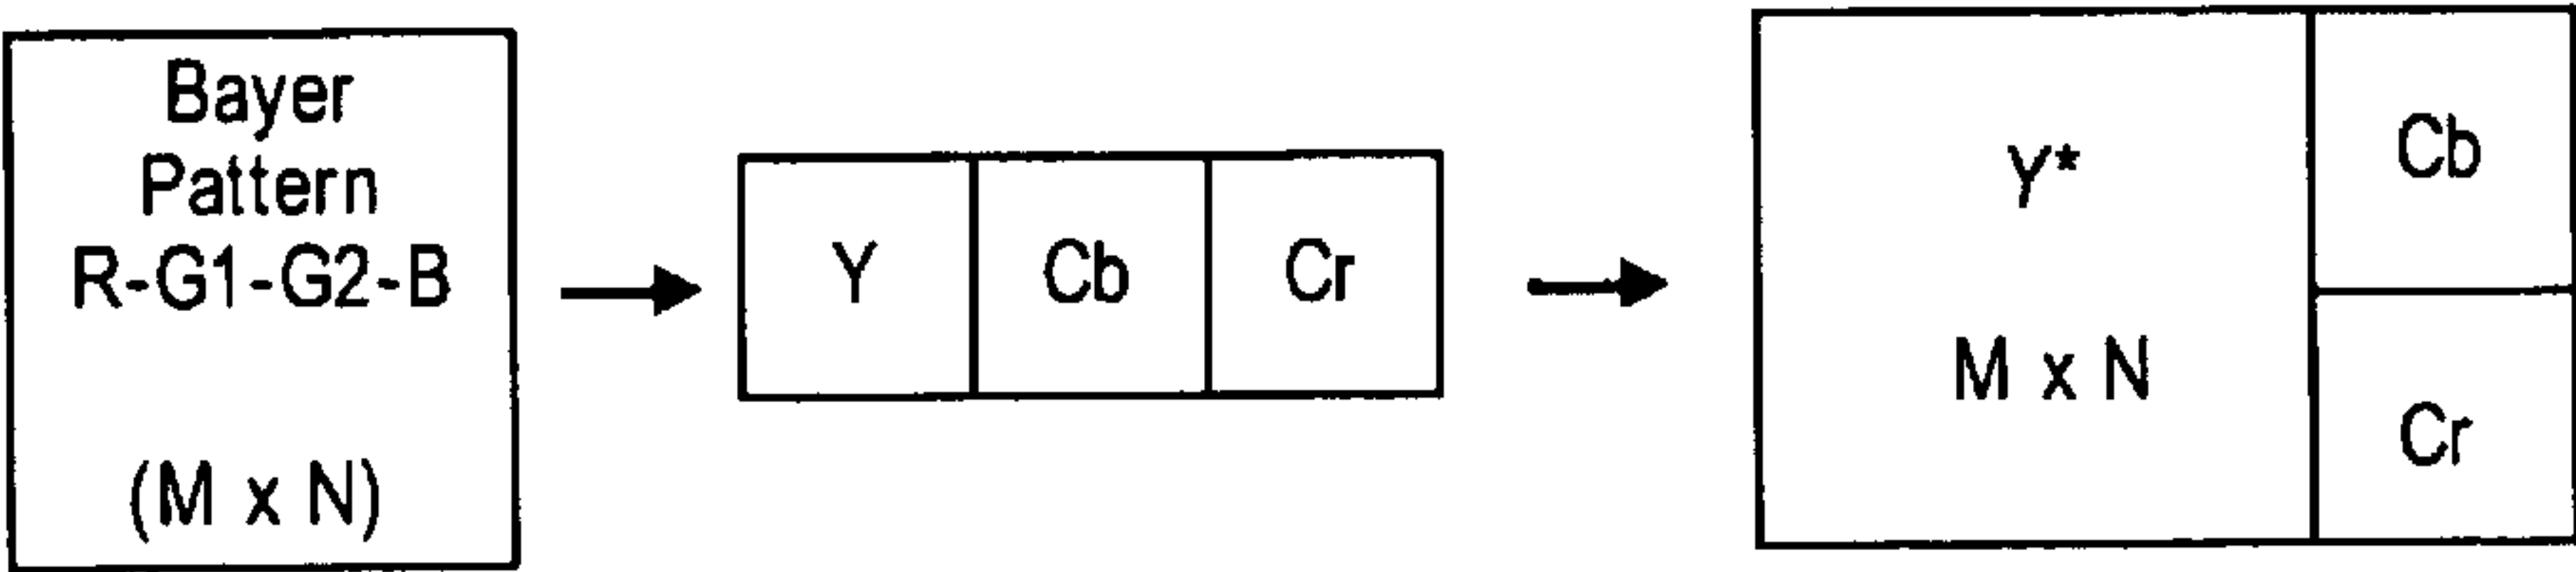 Bayer
Pattern
R-G1-G2-B
(M x N)
Y
Cb
Cr
Y*
M x N
Cb
Cr